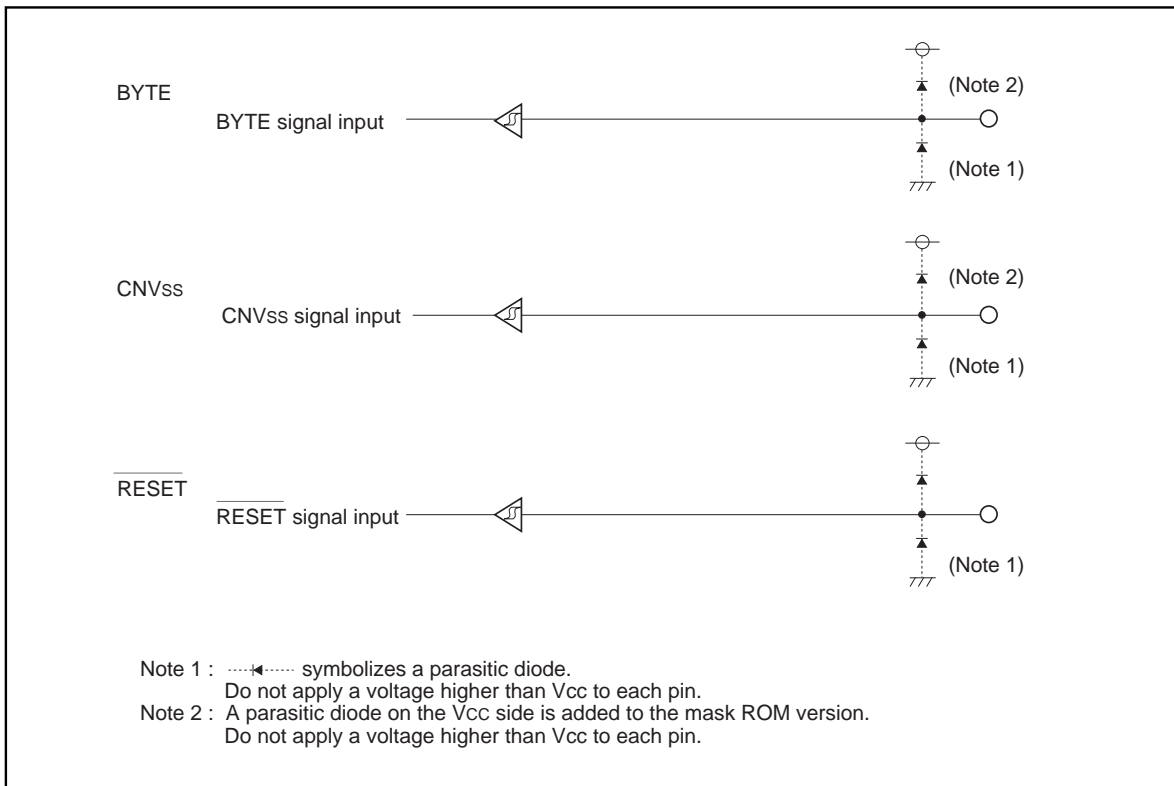 BYTE
(Note 2)
BYTE signal input
(Note 1)
CNVss
(Note 2)
CNVss signal input
(Note 1)
RESET
RESET signal input
(Note 1)
Note 1 : symbolizes a parasitic diode.
Do not apply a voltage higher than Vcc to each pin.
Note 2 : A parasitic diode on the VCC side is added to the mask ROM version.
Do not apply a voltage higher than Vcc to each pin.